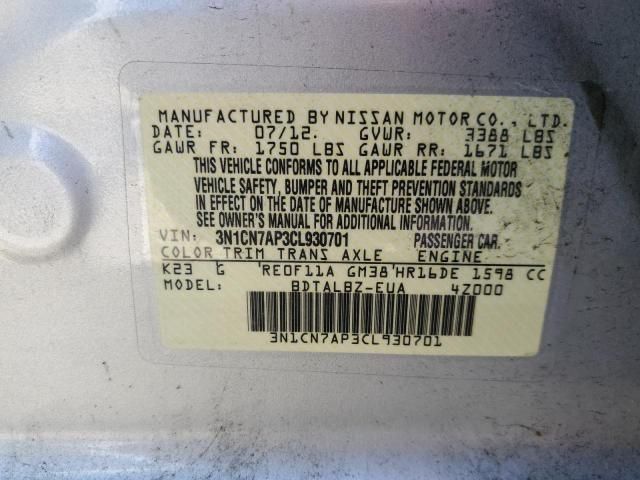 MANUFACTURED BY NISSAN MOTOR CO., LTD.
DATE: 07/12. GVWR: 3388 LBS
GAWR FR: 1750 LBS GAWR RR: 1671 LBS
THIS VEHICLE CONFORMS TO ALL APPLICABLE FEDERAL MOTOR
VEHICLE SAFETY, BUMPER AND THEFT PREVENTION STANDARDS
IN EFFECT ON THE DATE OF MANUFACTURE SHOWN ABOVE.
SEE OWNER'S MANUAL FOR ADDITIONAL INFORMATION.
VIN: 3N1CN7AP3CL930701 PASSENGER CAR.
COLOR TRIM TRANS AXLE ENGINE
K23 G RE0F11A GM38 HR16DE 1598 CC
MODEL: BDTALBZ-EUA 4Z000
3N1CN7AP3CL930701